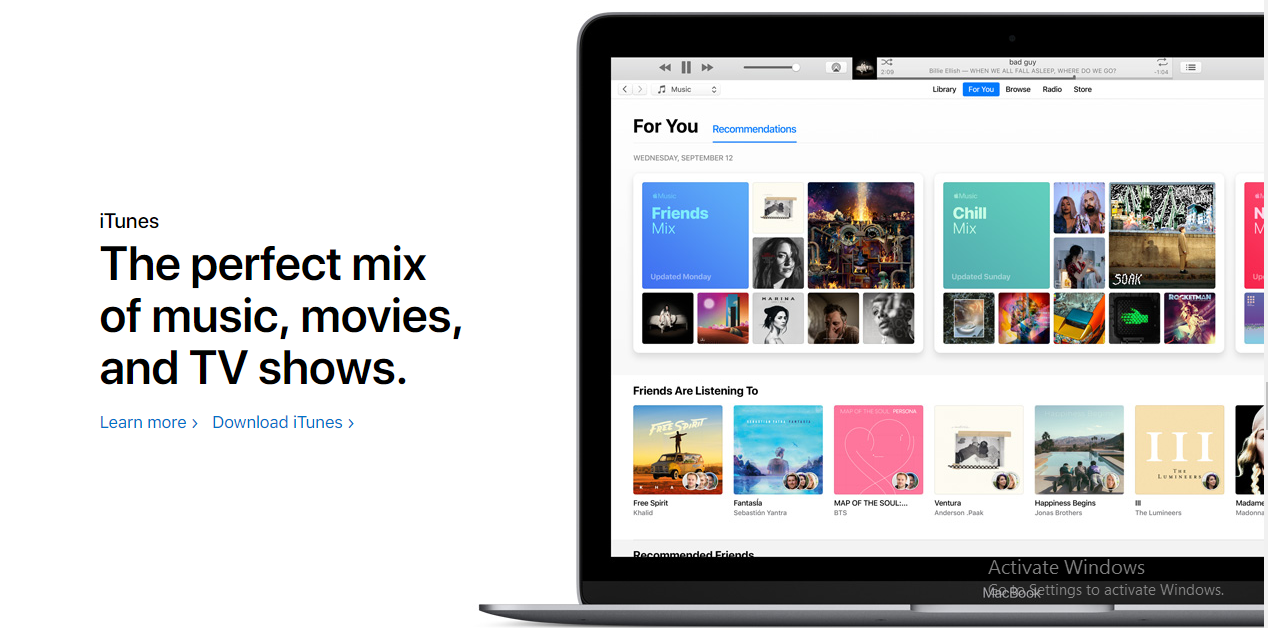 iTunes
The perfect mix
of music, movies,
and TV shows.
Learn more ›
Download iTunes ›
bad guy
2:09
Billie Eilish — WHEN WE ALL FALL ASLEEP, WHERE DO WE GO?
-1:04
Music
Library
For You
Browse
Radio
Store
For You
Recommendations
WEDNESDAY, SEPTEMBER 12
Music
Friends
Mix
Updated Monday
MARINA
Music
Chill
Mix
Updated Sunday
SOAK
ROCKETMAN
Friends Are Listening To
FREE SPIRIT
SEBASTIÁN YATRA FANTASÍA
MAP OF THE SOUL PERSONA
III
THE
LUMINEERS
Free Spirit
Khalid
Fantasía
Sebastián Yantra
MAP OF THE SOUL:...
BTS
Ventura
Anderson .Paak
Happiness Begins
Jonas Brothers
III
The Lumineers
Madame
Madonna
Recommended Friends
Activate Windows
Go to Settings to activate Windows.
MacBook